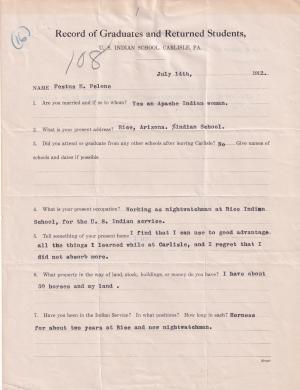 16
1
Record of Graduates and Returned Students,
U. S. INDIAN SCHOOL, CARLISLE, PA.
108
July 14th, 1912.
NAME Festus H. Pelone
1. Are you married and if so to whom? Yes an Apache Indian woman.
2. What is your present address? Rice, Arizona. Indian School.
3. Did you attend or graduate from any other schools after leaving Carlisle? No Give names
of schools and dates if possible
4. What is your present occupation? Working as nightwatchman at Rice Indian
School, for the U. S. Indian service.
5. Tell something of your present home I find that I can use to good advantage
all the things I learned while at Carlisle, and I regret that I
did not absorb more.
6. What property in the way of land, stock, buildings, or money do you have? I have about
30 horses and my land .
7. Have you been in the Indian Service? In what positions? How long in each? Harness
for about two years at Rice and now nightwatchman.